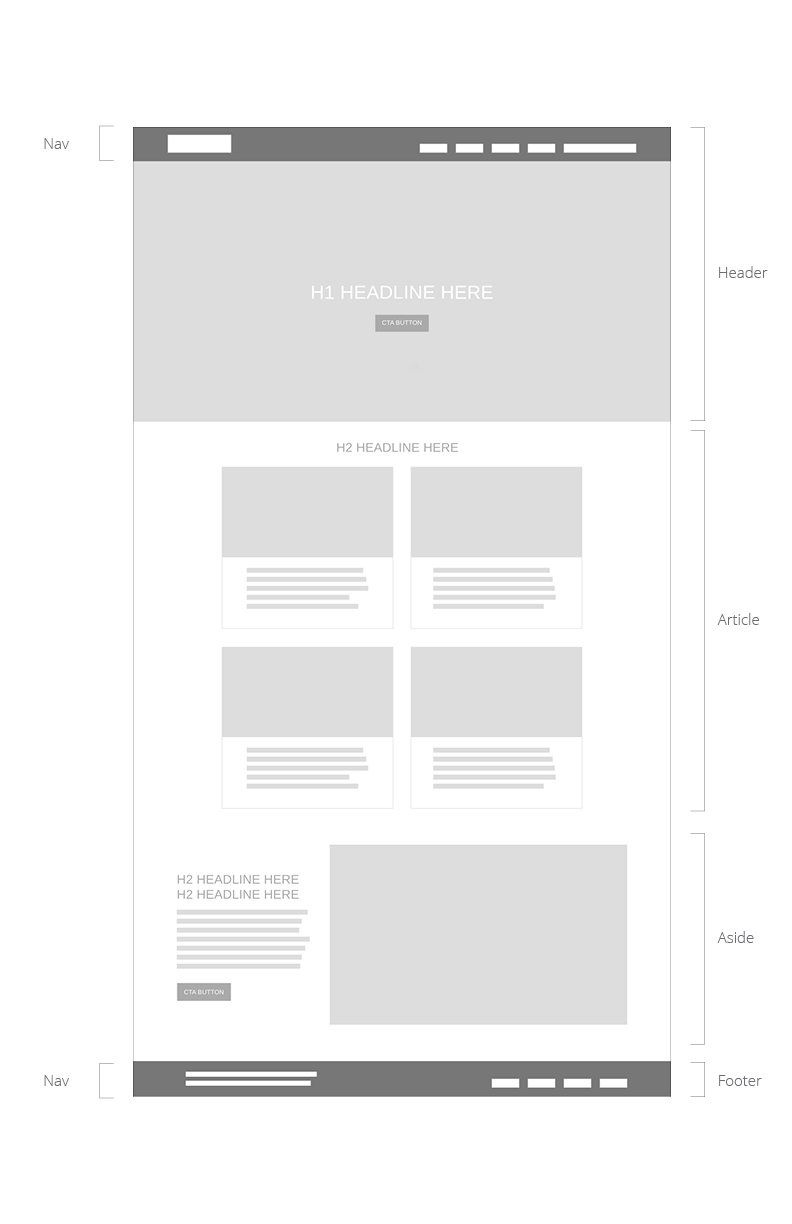 Nav
Header
H1 HEADLINE HERE
CTA BUTTON
H2 HEADLINE HERE
Article
H2 HEADLINE HERE
H2 HEADLINE HERE
Aside
CTA BUTTON
Nav
Footer